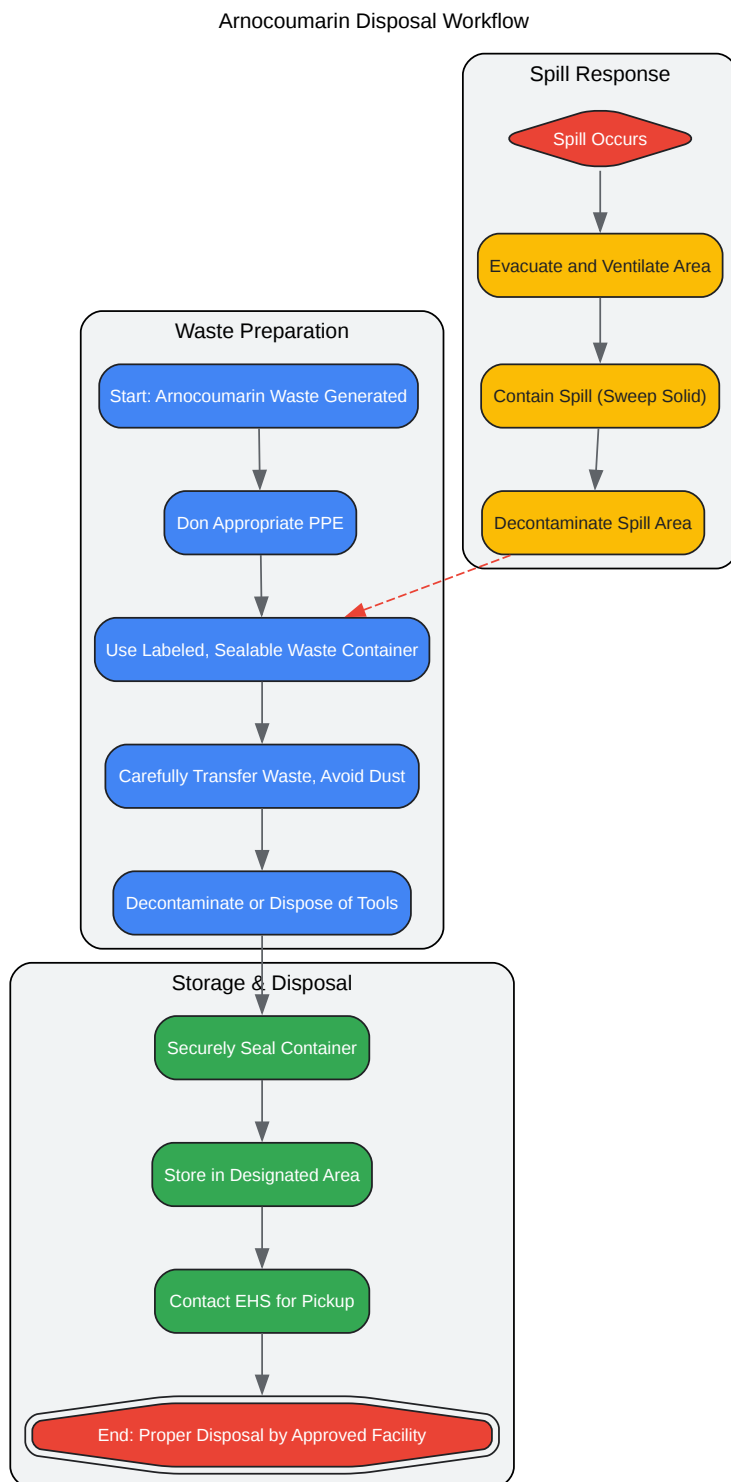 Arnocoumarin Disposal Workflow
Spill Response
Spill Occurs
Evacuate and Ventilate Area
Contain Spill (Sweep Solid)
Decontaminate Spill Area
Waste Preparation
Start: Arnocoumarin Waste Generated
Don Appropriate PPE
Use Labeled, Sealable Waste Container
Carefully Transfer Waste, Avoid Dust
Decontaminate or Dispose of Tools
Storage & Disposal
Securely Seal Container
Store in Designated Area
Contact EHS for Pickup
End: Proper Disposal by Approved Facility